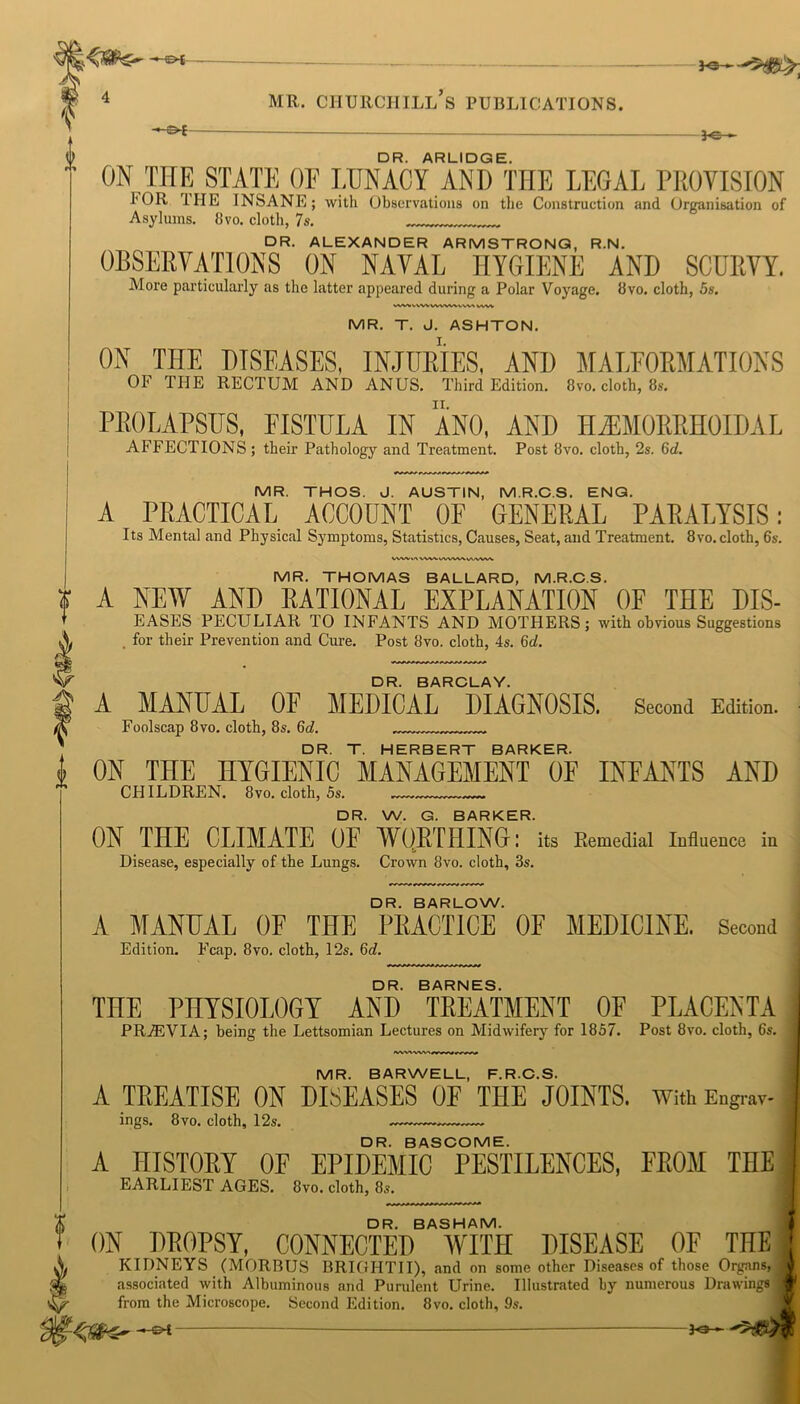 4 MR. CHURCHILL'S PUBLICATIONS.
DR. ARLIDGE.
ON THE STATE OF LUNACY AND THE LEGAL PROVISION
FOR THE INSANE; with Observations on the Construction and Organisation of
Asylums. 8vo. cloth, 7s.
DR. ALEXANDER ARMSTRONG, R.N.
OBSERVATIONS ON NAVAL HYGIENE AND SCURVY.
More particularly as the latter appeared during a Polar Voyage. 8vo. cloth, 5s.
MR. T. J. ASHTON.
I.
ON THE DISEASES, INJURIES, AND MALFORMATIONS
OF THE RECTUM AND ANUS. Third Edition. 8vo. cloth, 8s.
II.
PROLAPSUS, FISTULA IN ANO, AND HÆMORRHOIDAL
AFFECTIONS; their Pathology and Treatment. Post 8vo. cloth, 2s. 6d.
MR. THOS. J. AUSTIN, M.R.C.S. ENG.
A PRACTICAL ACCOUNT OF GENERAL PARALYSIS:
Its Mental and Physical Symptoms, Statistics, Causes, Seat, and Treatment. 8vo. cloth, 6s.
MR. THOMAS BALLARD, M.R.C.S.
A NEW AND RATIONAL EXPLANATION OF THE DIS-
EASES PECULIAR TO INFANTS AND MOTHERS; with obvious Suggestions
for their Prevention and Cure. Post 8vo. cloth, 4s. 6d.
DR. BARCLAY.
A MANUAL OF MEDICAL DIAGNOSIS. Second Edition.
Foolscap 8vo. cloth, 8s. 6d.
DR. T. HERBERT BARKER.
ON THE HYGIENIC MANAGEMENT OF INFANTS AND
CHILDREN. 8vo. cloth, 5s.
DR. W. G. BARKER.
ON THE CLIMATE OF WORTHING: its Remedial Influence in
Disease, especially of the Lungs. Crown 8vo. cloth, 3s.
DR. BARLOW.
A MANUAL OF THE PRACTICE OF MEDICINE. Second
Edition. Fcap. 8vo. cloth, 12s. 6d.
DR. BARNES.
THE PHYSIOLOGY AND TREATMENT OF PLACENTA
PRÆVIA; being the Lettsomian Lectures on Midwifery for 1857. Post 8vo. cloth, 6s.
MR. BARWELL, F.R.C.S.
A TREATISE ON DISEASES OF THE JOINTS. With Engrav-
ings. 8vo. cloth, 12s.
DR. BASCOME.
A HISTORY OF EPIDEMIC PESTILENCES, FROM THE
EARLIEST AGES. 8vo. cloth, 8s.
DR. BASHAM.
ON DROPSY, CONNECTED WITH DISEASE OF THE
KIDNEYS (MORBUS BRIGHTII), and on some other Diseases of those Organs,
associated with Albuminous and Purulent Urine. Illustrated by numerous Drawings
from the Microscope. Second Edition. 8vo. cloth, 9s.